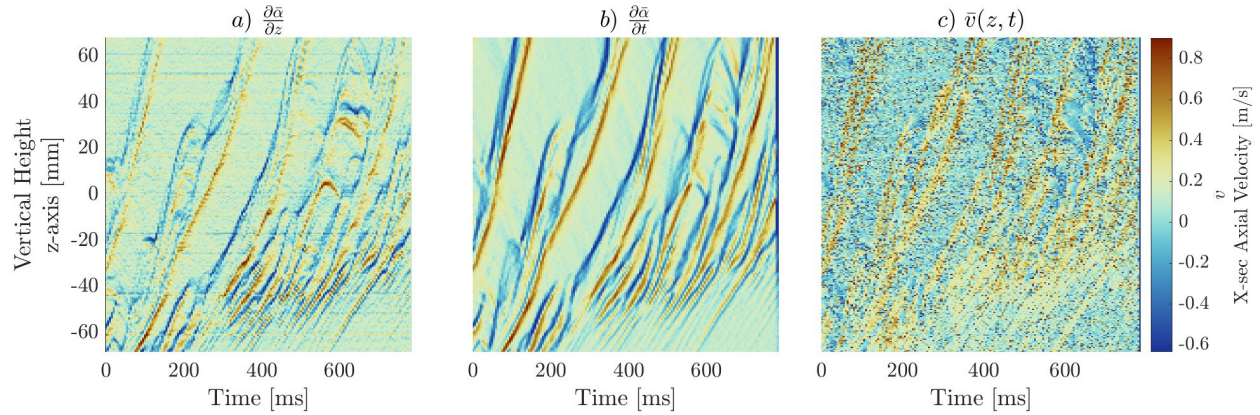 a) ∂ᾱ/∂z
b) ∂ᾱ/∂t
c) v̄(z, t)
60
40
20
0
-20
-40
-60
Vertical Height
z-axis [mm]
0 200 400 600
Time [ms]
0 200 400 600
Time [ms]
0 200 400 600
Time [ms]
0.8
0.6
0.4
0.2
0
-0.2
-0.4
-0.6
v
X-sec Axial Velocity [m/s]